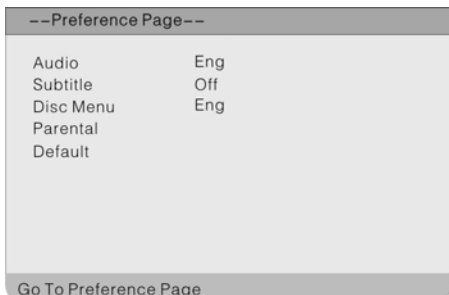 --Preference Page--
Audio Eng
Subtitle Off
Disc Menu Eng
Parental
Default
Go To Preference Page